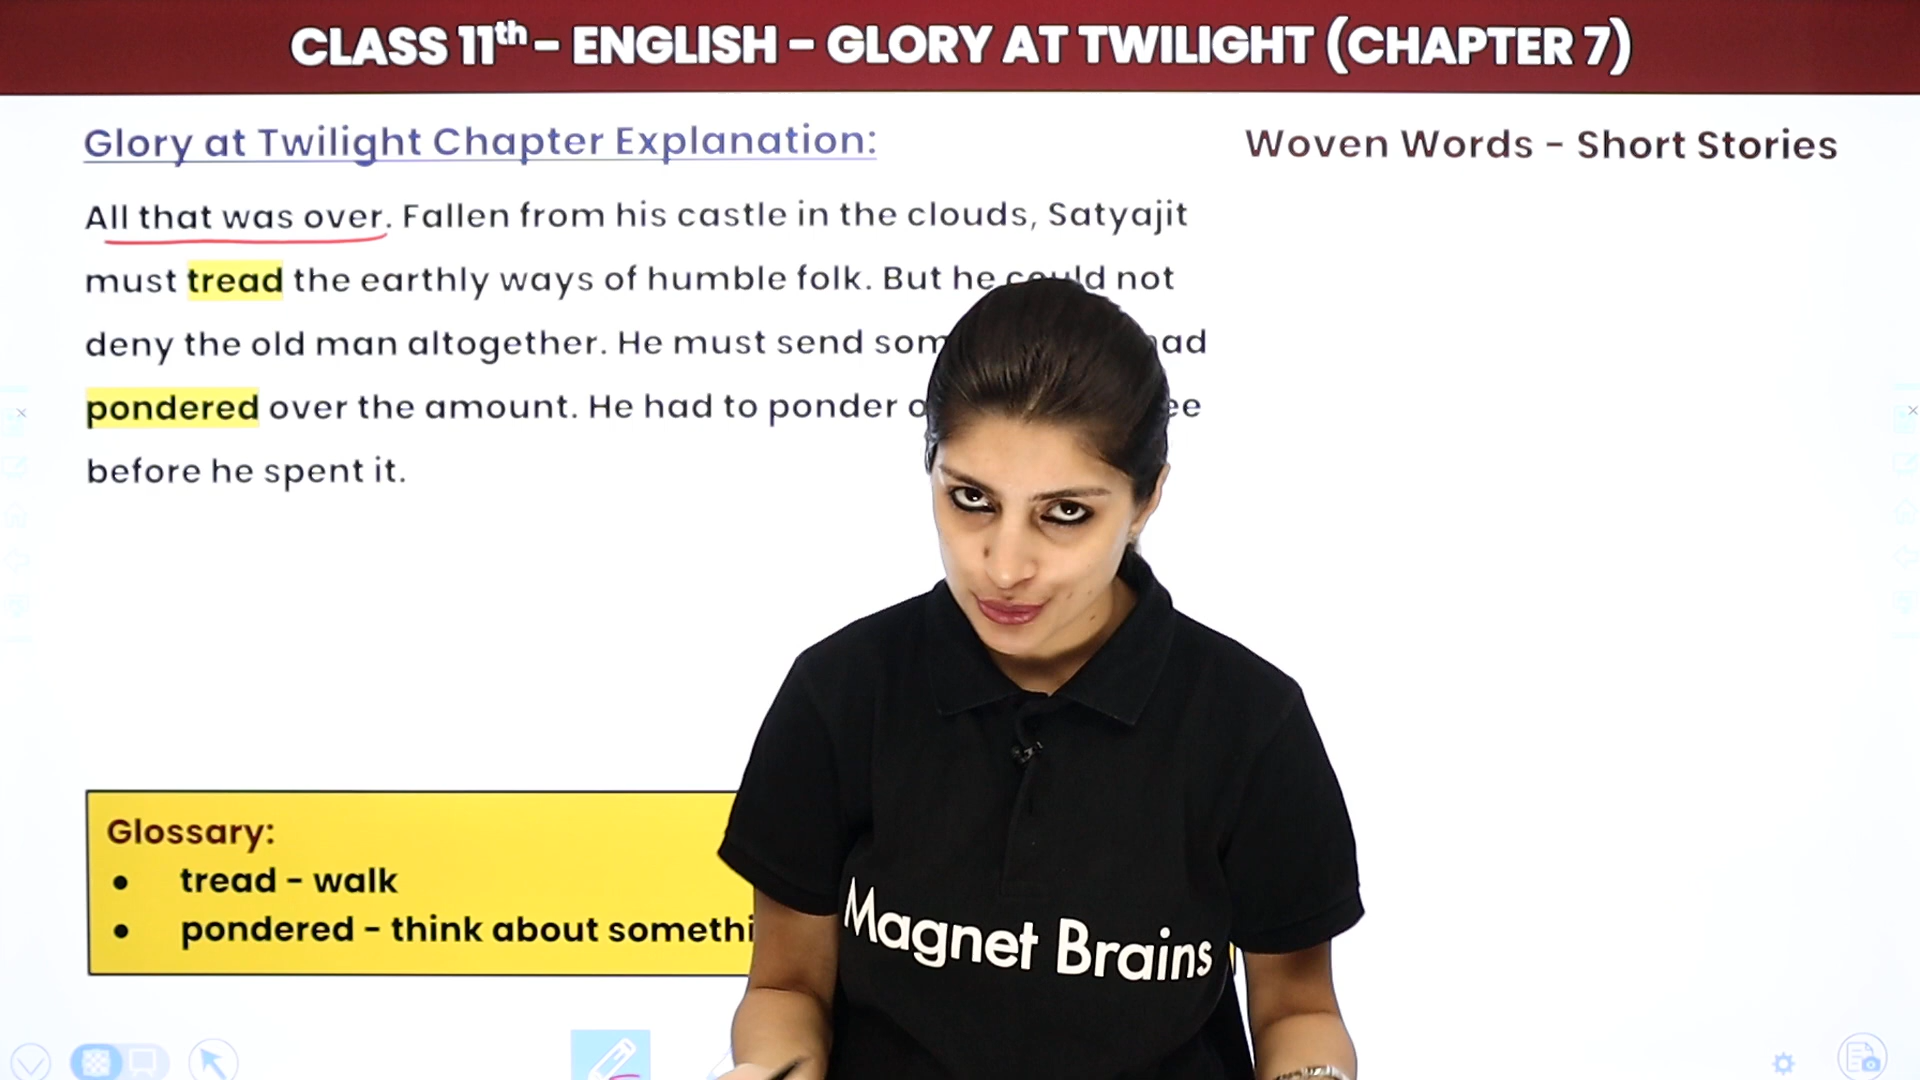 CLASS 11th - ENGLISH - GLORY AT TWILIGHT (CHAPTER 7)
Glory at Twilight Chapter Explanation:
Woven Words - Short Stories
All that was over. Fallen from his castle in the clouds, Satyajit
must tread the earthly ways of humble folk. But he could not
deny the old man altogether. He must send
pondered over the amount. He had to ponder
before he spent it.
Glossary:
● tread - walk
● pondered - think about
Magnet Brains